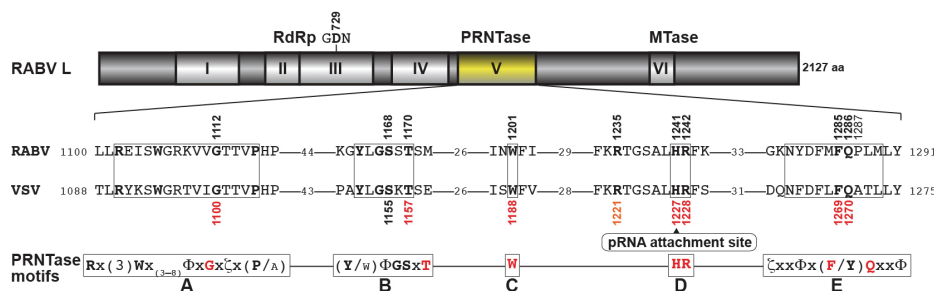 RdRp GDN 729 PRNTase MTase
RABV L I II III IV V VI 2127 aa
1112 1168 1170 1201 1235 1241 1242 1285 1286 1287
RABV 1100 LLREISWGRKVVGTTVPHP 44 KGYLGSSTSM 26 INWFI 29 FKRTGSALHRFK 33 GKNYDFMFQPLMLY 1291
VSV 1088 TLRYKSWGRTVIGTTVPHP 43 PAYLGSKTSE 26 ISWFV 28 FKRTGSALHRFS 31 DQNFDFLFQATLLY 1275
1100 1155 1157 1188 1221 1227 1228 1269 1270
pRNA attachment site
PRNTase motifs Rx(3)Wx(3–8)ΦxGxζx(P/A) (Y/W)ΦGSxT W HR ζxxΦx(F/Y)QxxΦ
A B C D E